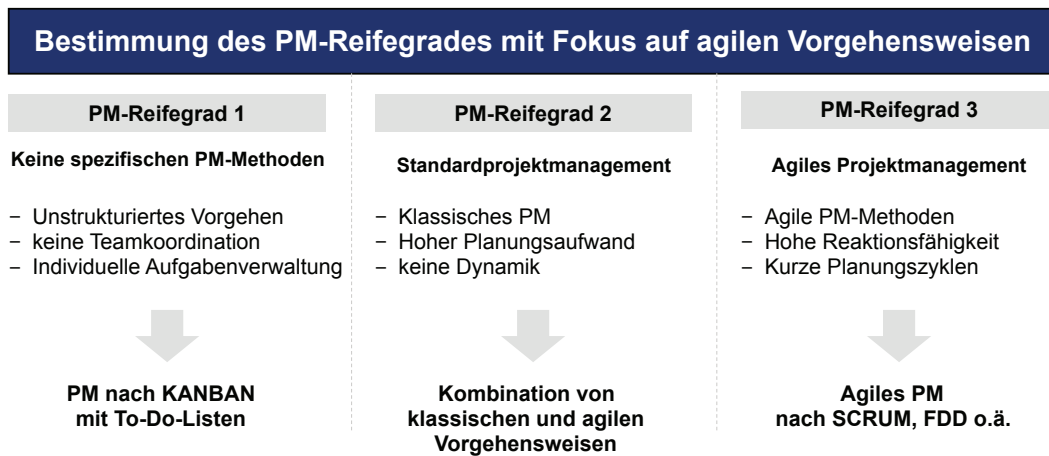 Bestimmung des PM-Reifegrades mit Fokus auf agilen Vorgehensweisen
PM-Reifegrad 1
Keine spezifischen PM-Methoden
– Unstrukturiertes Vorgehen
– keine Teamkoordination
– Individuelle Aufgabenverwaltung
PM nach KANBAN
mit To-Do-Listen
PM-Reifegrad 2
Standardprojektmanagement
– Klassisches PM
– Hoher Planungsaufwand
– keine Dynamik
Kombination von
klassischen und agilen
Vorgehensweisen
PM-Reifegrad 3
Agiles Projektmanagement
– Agile PM-Methoden
– Hohe Reaktionsfähigkeit
– Kurze Planungszyklen
Agiles PM
nach SCRUM, FDD o.ä.